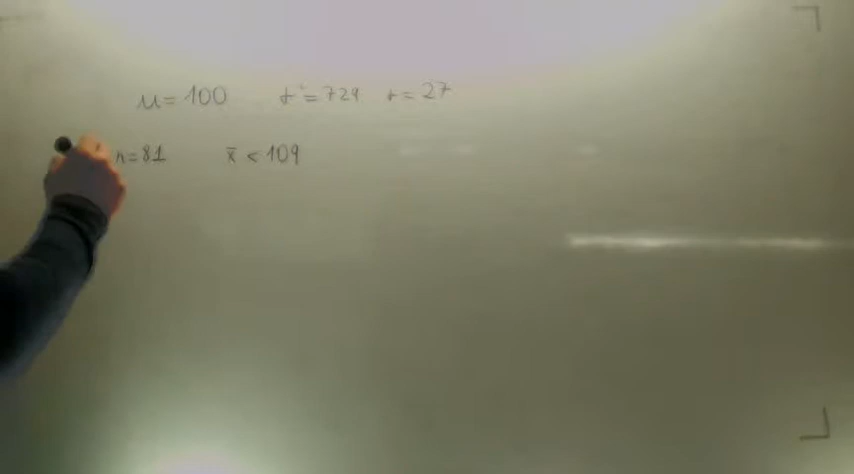 μ = 100 σ² = 729 σ = 27
n = 81 x̄ < 109